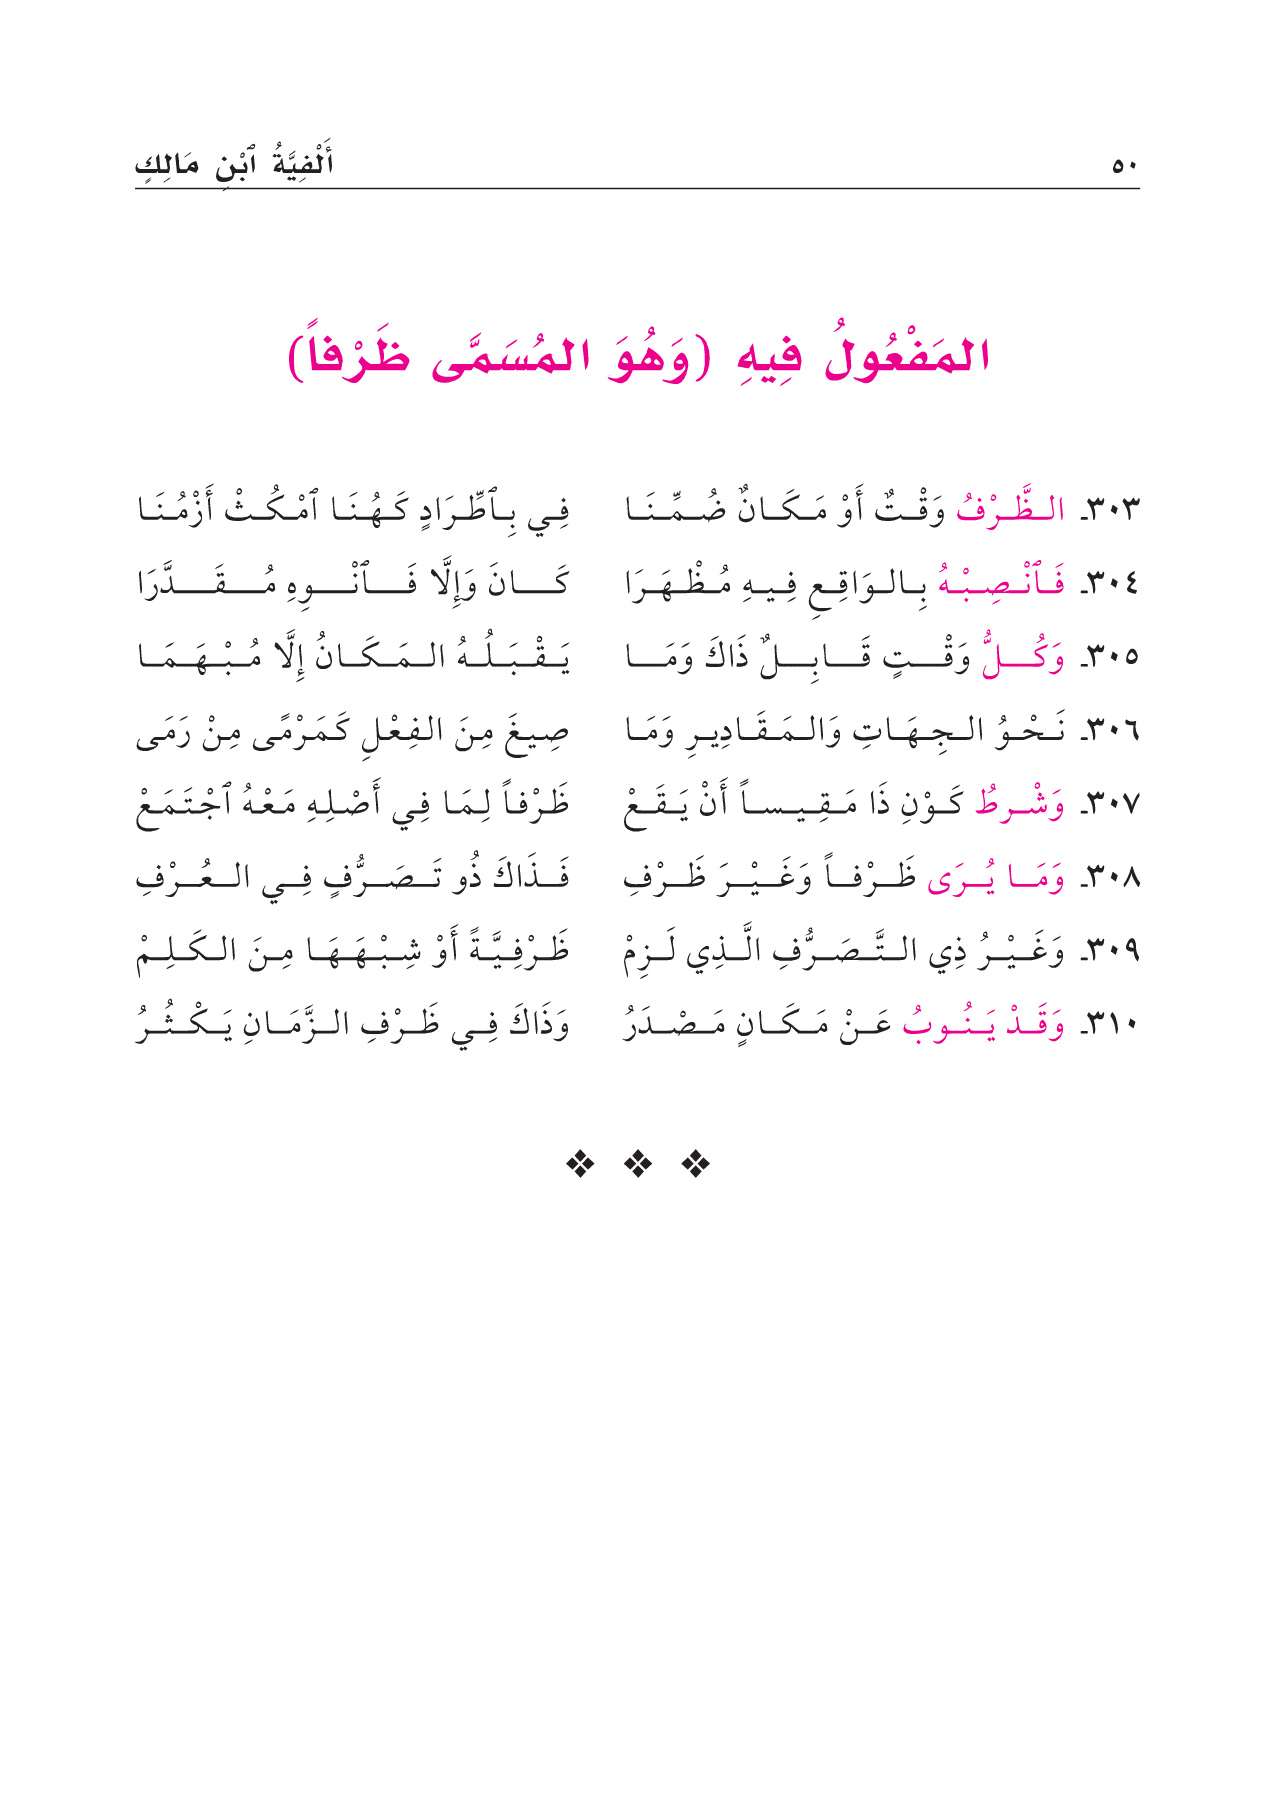 ٥٠ أَلْفِيَّةُ ٱبْنِ مَالِكٍ
المَفْعُولُ فِيهِ (وَهُوَ المُسَمَّى ظَرْفاً)
٣٠٣ـ الظَّرْفُ وَقْتٌ أَوْ مَكَانٌ ضُمِّنَا فِي بِٱطِّرَادٍ كَهُنَا ٱمْكُثْ أَزْمُنَا
٣٠٤ـ فَٱنْصِبْهُ بِالوَاقِعِ فِيهِ مُظْهَرَا كَانَ وَإِلَّا فَٱنْوِهِ مُقَدَّرَا
٣٠٥ـ وَكُلُّ وَقْتٍ قَابِلٌ ذَاكَ وَمَا يَقْبَلُهُ المَكَانُ إِلَّا مُبْهَمَا
٣٠٦ـ نَحْوُ الجِهَاتِ وَالمَقَادِيرِ وَمَا صِيغَ مِنَ الفِعْلِ كَمَرْمًى مِنْ رَمَى
٣٠٧ـ وَشْرطُ كَوْنِ ذَا مَقِيساً أَنْ يَقَعْ ظَرْفاً لِمَا فِي أَصْلِهِ مَعْهُ ٱجْتَمَعْ
٣٠٨ـ وَمَا يُرَى ظَرْفاً وَغَيْرَ ظَرْفِ فَذَاكَ ذُو تَصَرُّفٍ فِي العُرْفِ
٣٠٩ـ وَغَيْرُ ذِي التَّصَرُّفِ الَّذِي لَزِمْ ظَرْفِيَّةً أَوْ شِبْهَهَا مِنَ الكَلِمْ
٣١٠ـ وَقَدْ يَنُوبُ عَنْ مَكَانٍ مَصْدَرُ وَذَاكَ فِي ظَرْفِ الزَّمَانِ يَكْثُرُ